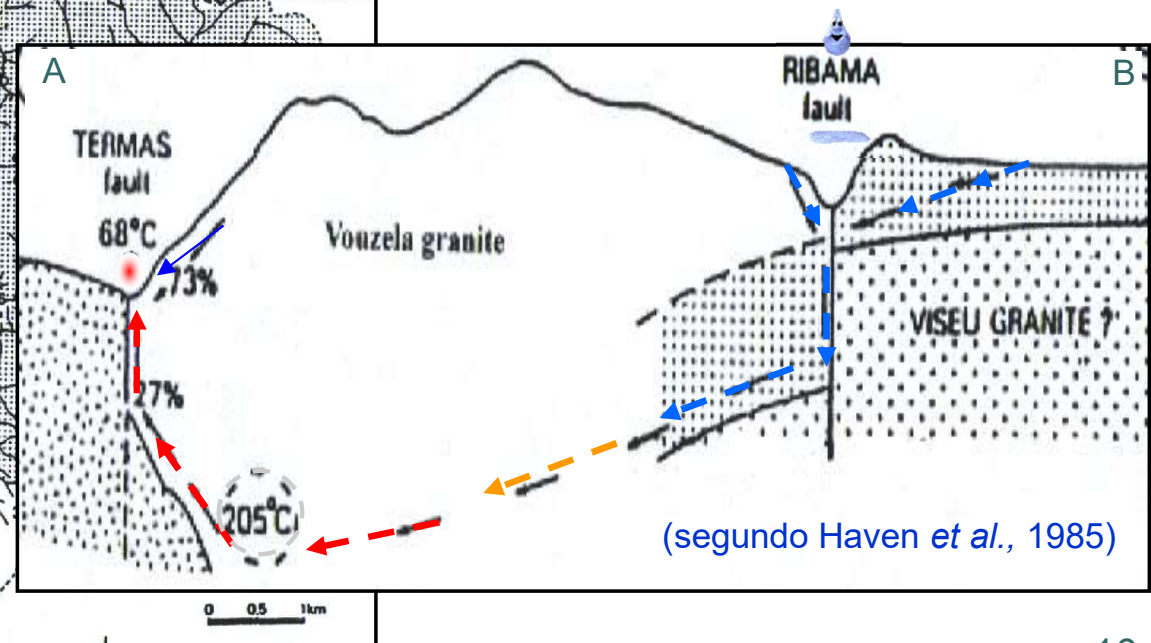 A
B
RIBAMA
fault
TERMAS
fault
68°C
Vouzela granite
73%
VISEU GRANITE ?
27%
205°C
(segundo Haven et al., 1985)
0 0.5 1km